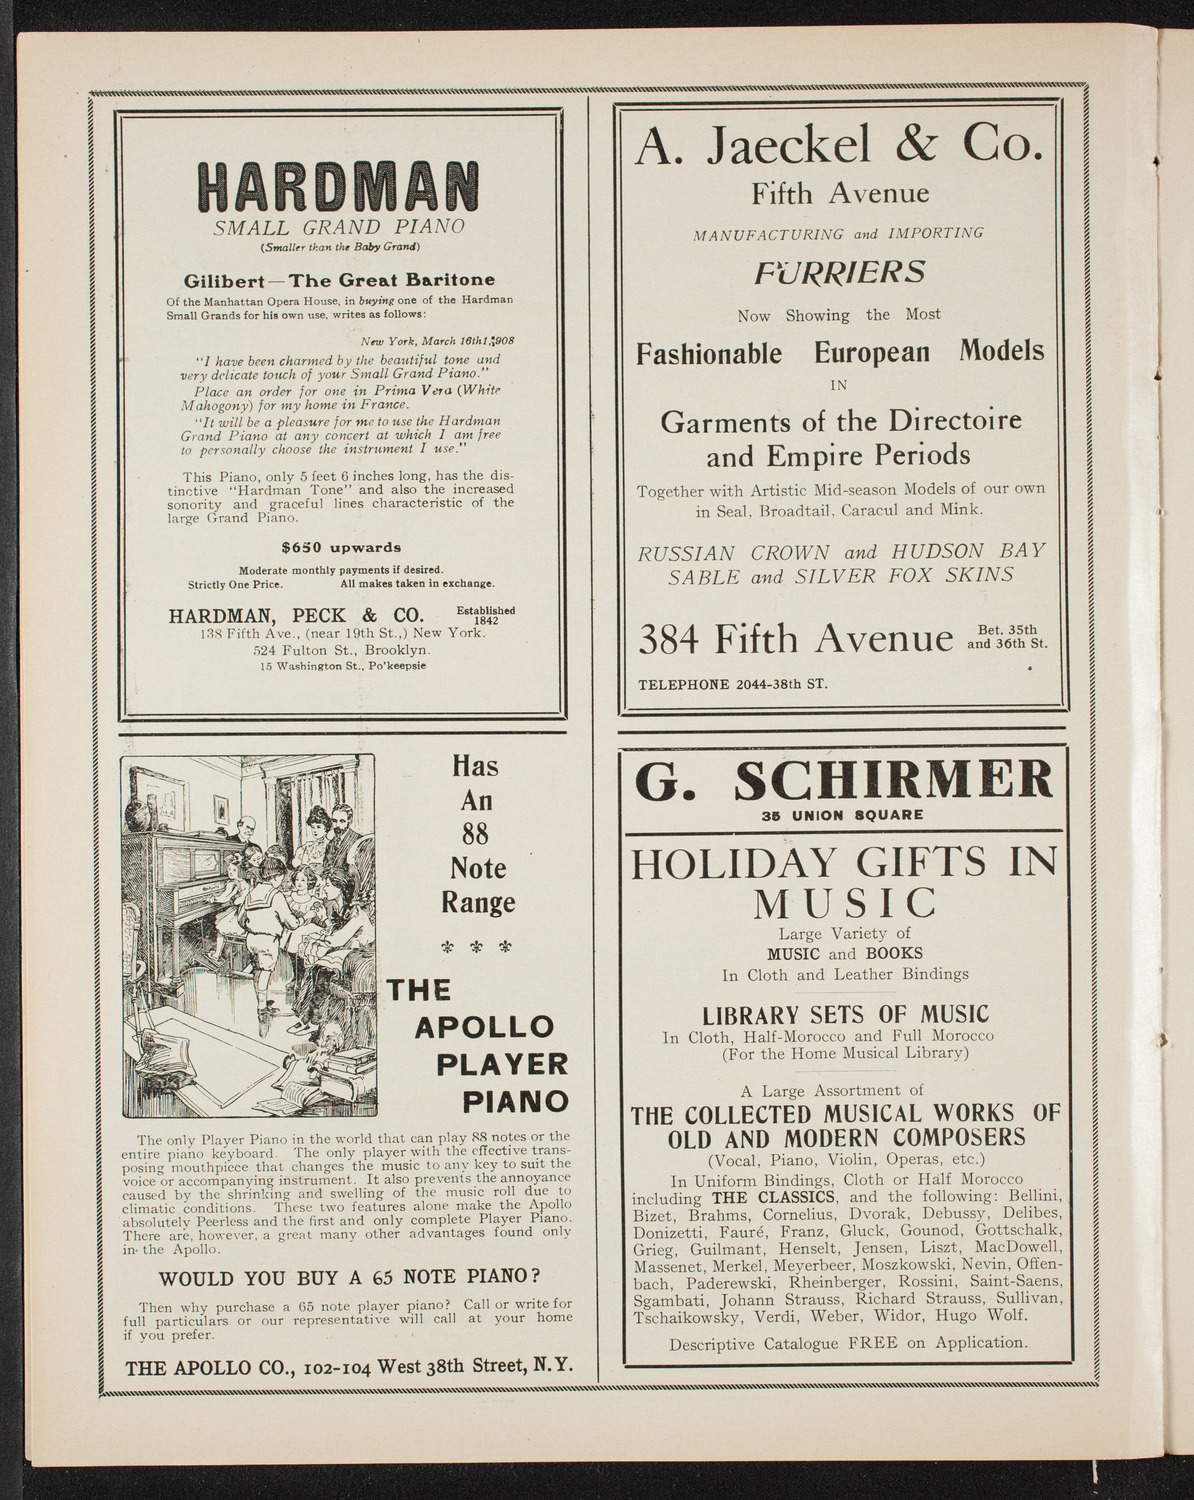 HARDMAN
SMALL GRAND PIANO
(Smaller than the Baby Grand)
Gilibert—The Great Baritone
Of the Manhattan Opera House, in buying one of the Hardman
Small Grands for his own use, writes as follows:
New York, March 16th 1908
"I have been charmed by the beautiful tone and
very delicate touch of your Small Grand Piano."
Place an order for one in Prima Vera (White
Mahogony) for my home in France.
"It will be a pleasure for me to use the Hardman
Grand Piano at any concert at which I am free
to personally choose the instrument I use."
This Piano, only 5 feet 6 inches long, has the dis-
tinctive "Hardman Tone" and also the increased
sonority and graceful lines characteristic of the
large Grand Piano.
$650 upwards
Moderate monthly payments if desired.
Strictly One Price. All makes taken in exchange.
HARDMAN, PECK & CO. Established 1842
138 Fifth Ave., (near 19th St.,) New York.
524 Fulton St., Brooklyn.
15 Washington St., Po'keepsie
Has
An
88
Note
Range
THE
APOLLO
PLAYER
PIANO
The only Player Piano in the world that can play 88 notes or the
entire piano keyboard. The only player with the effective trans-
posing mouthpiece that changes the music to any key to suit the
voice or accompanying instrument. It also prevents the annoyance
caused by the shrinking and swelling of the music roll due to
climatic conditions. These two features alone make the Apollo
absolutely Peerless and the first and only complete Player Piano.
There are, however, a great many other advantages found only
in the Apollo.
WOULD YOU BUY A 65 NOTE PIANO?
Then why purchase a 65 note player piano? Call or write for
full particulars or our representative will call at your home
if you prefer.
THE APOLLO CO., 102-104 West 38th Street, N.Y.
A. Jaeckel & Co.
Fifth Avenue
MANUFACTURING and IMPORTING
FURRIERS
Now Showing the Most
Fashionable European Models
IN
Garments of the Directoire
and Empire Periods
Together with Artistic Mid-season Models of our own
in Seal, Broadtail, Caracul and Mink.
RUSSIAN CROWN and HUDSON BAY
SABLE and SILVER FOX SKINS
384 Fifth Avenue Bet. 35th and 36th St.
TELEPHONE 2044-38th ST.
G. SCHIRMER
35 UNION SQUARE
HOLIDAY GIFTS IN
MUSIC
Large Variety of
MUSIC and BOOKS
In Cloth and Leather Bindings
LIBRARY SETS OF MUSIC
In Cloth, Half-Morocco and Full Morocco
(For the Home Musical Library)
A Large Assortment of
THE COLLECTED MUSICAL WORKS OF
OLD AND MODERN COMPOSERS
(Vocal, Piano, Violin, Operas, etc.)
In Uniform Bindings, Cloth or Half Morocco
including THE CLASSICS, and the following: Bellini,
Bizet, Brahms, Cornelius, Dvorak, Debussy, Delibes,
Donizetti, Fauré, Franz, Gluck, Gounod, Gottschalk,
Grieg, Guilmant, Henselt, Jensen, Liszt, MacDowell,
Massenet, Merkel, Meyerbeer, Moszkowski, Nevin, Offen-
bach, Paderewski, Rheinberger, Rossini, Saint-Saens,
Sgambati, Johann Strauss, Richard Strauss, Sullivan,
Tschaikowsky, Verdi, Weber, Widor, Hugo Wolf.
Descriptive Catalogue FREE on Application.